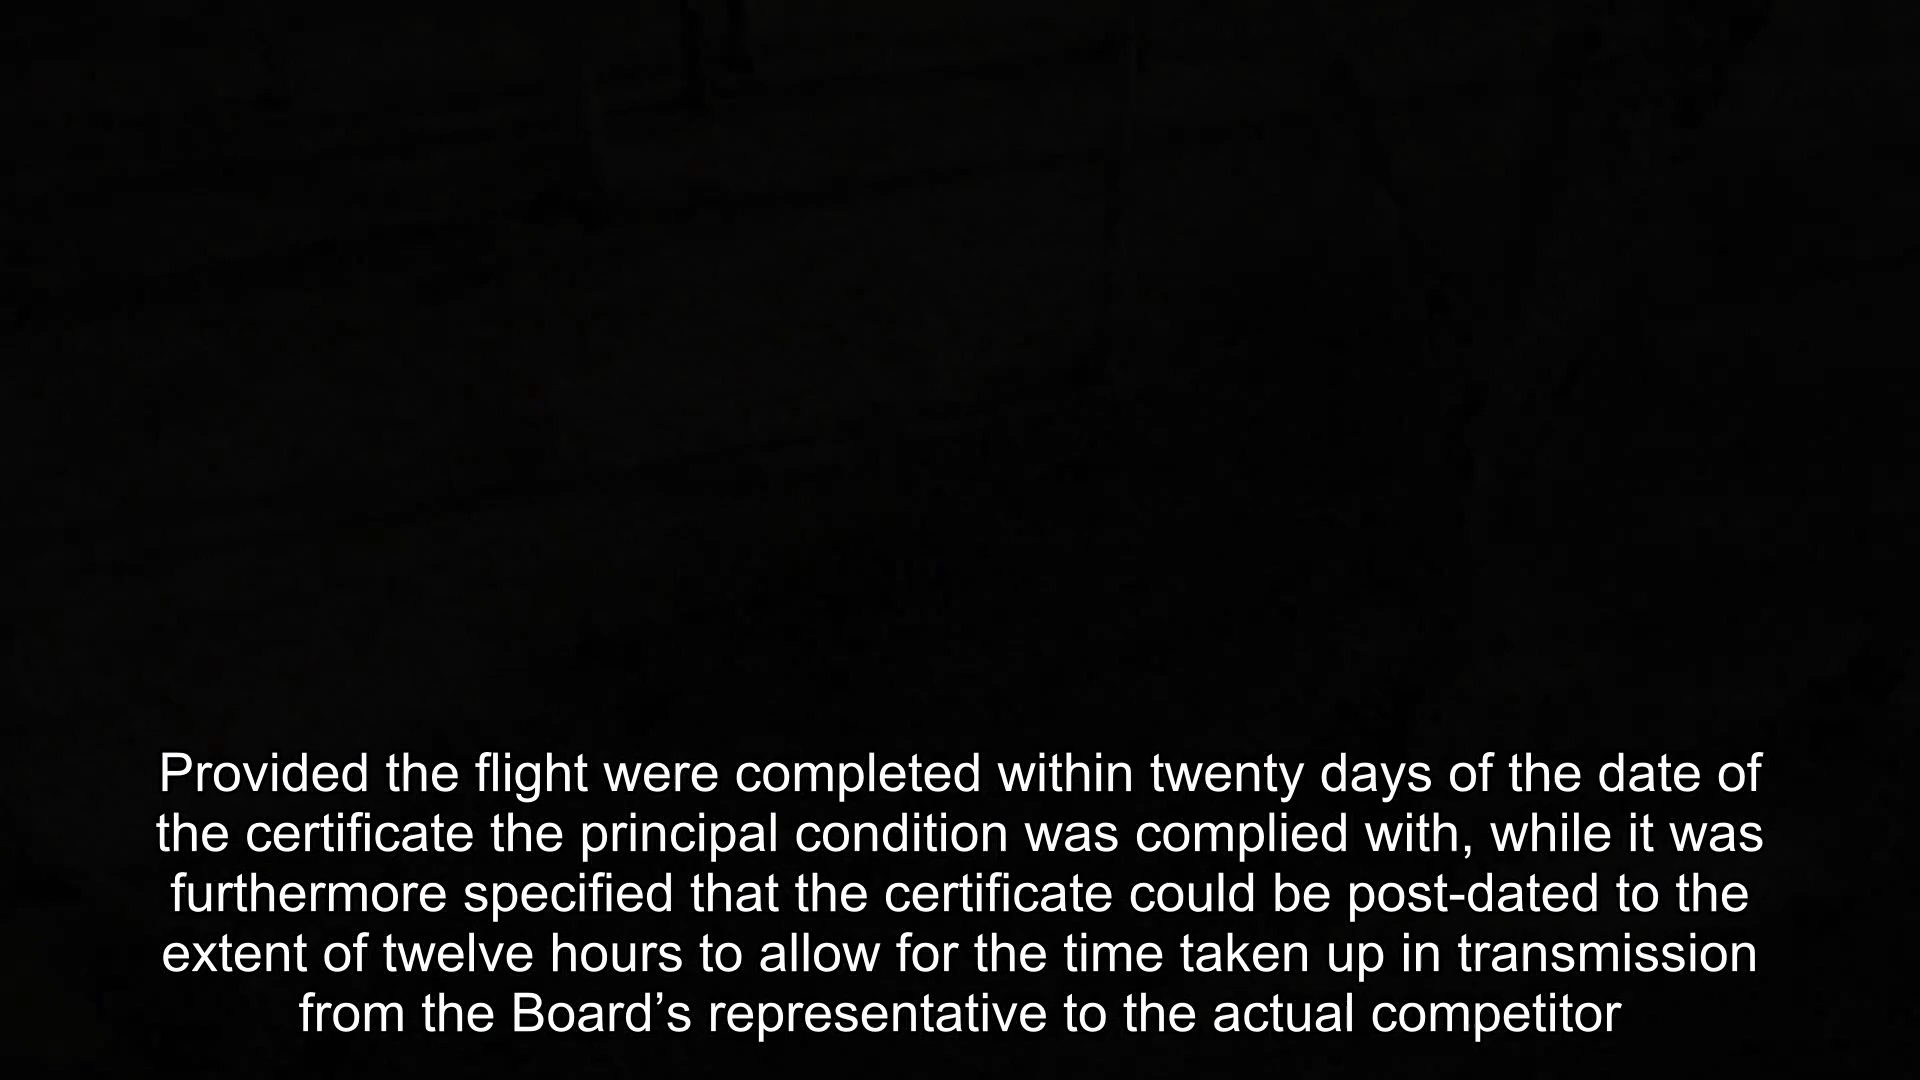 Provided the flight were completed within twenty days of the date of
the certificate the principal condition was complied with, while it was
furthermore specified that the certificate could be post-dated to the
extent of twelve hours to allow for the time taken up in transmission
from the Board’s representative to the actual competitor